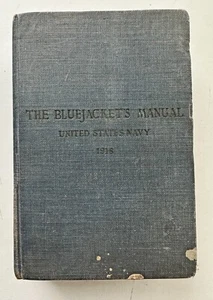 THE BLUEJACKET'S MANUAL
UNITED STATES NAVY
1918